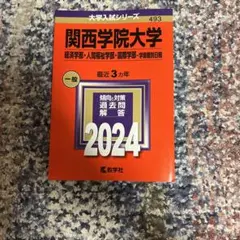 大学入試シリーズ
493
関西学院大学
経済学部・人間福祉学部・国際学部-学部個別日程
一般
最近3カ年
傾向と対策
過去問
解答
2024
教学社